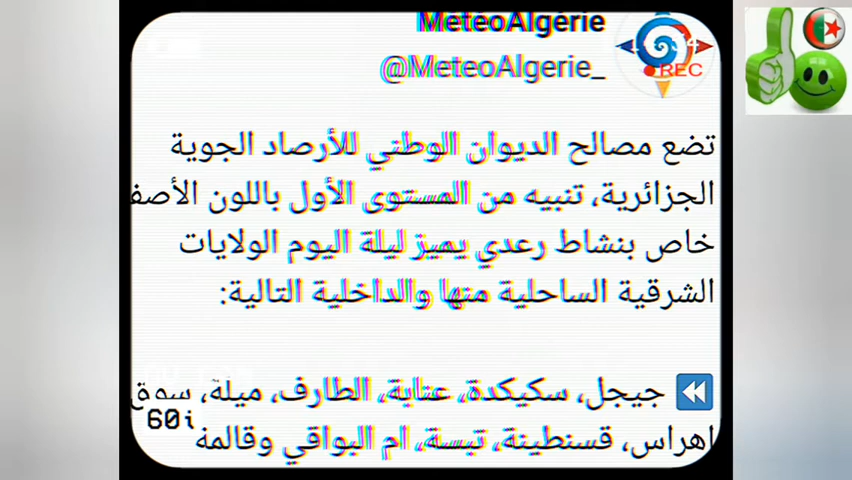 MétéoAlgérie
@MeteoAlgerie_
REC
تضع مصالح الديوان الوطني للأرصاد الجوية
الجزائرية، تنبيه من المستوى الأول باللون الأصف
خاص بنشاط رعدي يميز ليلة اليوم الولايات
الشرقية الساحلية منها والداخلية التالية:
جيجل، سكيكدة، عنابة، الطارف، ميلة، سوق
اهراس، قسنطينة، تبسة، ام البواقي وقالمة
60i